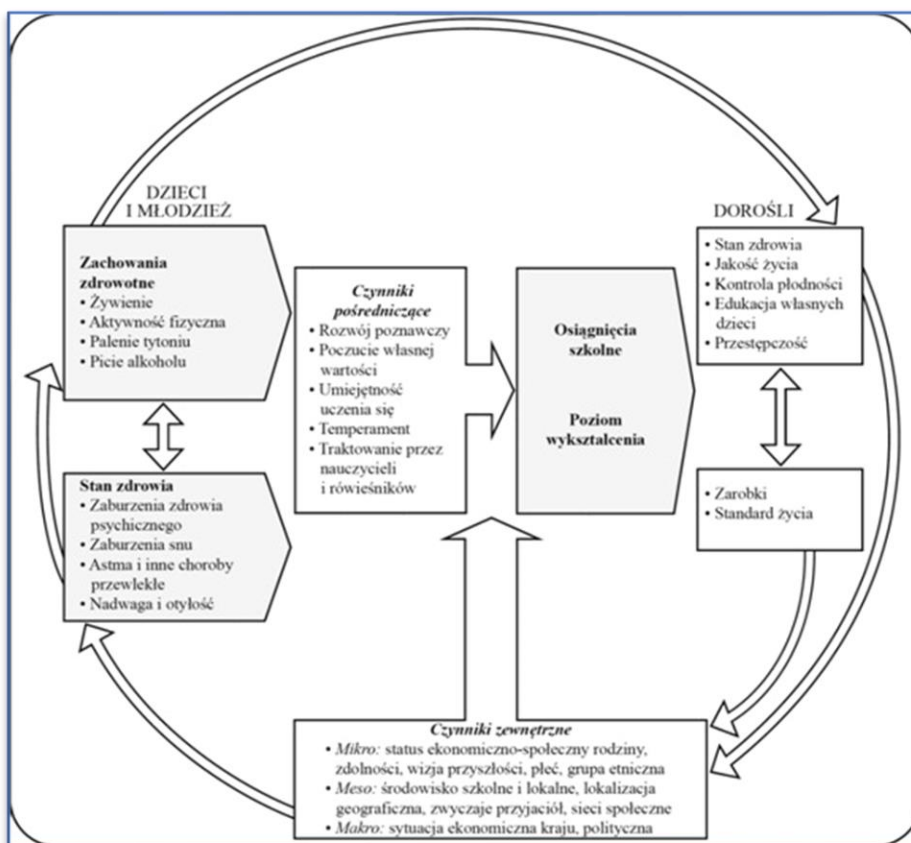 DZIECI
I MŁODZIEŻ
Zachowania
zdrowotne
• Żywienie
• Aktywność fizyczna
• Palenie tytoniu
• Picie alkoholu
Stan zdrowia
• Zaburzenia zdrowia
psychicznego
• Zaburzenia snu
• Astma i inne choroby
przewlekłe
• Nadwaga i otyłość
Czynniki
pośredniczące
• Rozwój poznawczy
• Poczucie własnej
wartości
• Umiejętność
uczenia się
• Temperament
• Traktowanie przez
nauczycieli
i rówieśników
Osiągnięcia
szkolne
Poziom
wykształcenia
DOROŚLI
• Stan zdrowia
• Jakość życia
• Kontrola płodności
• Edukacja własnych
dzieci
• Przestępczość
• Zarobki
• Standard życia
Czynniki zewnętrzne
• Mikro: status ekonomiczno-społeczny rodziny,
zdolności, wizja przyszłości, płeć, grupa etniczna
• Meso: środowisko szkolne i lokalne, lokalizacja
geograficzna, zwyczaje przyjaciół, sieci społeczne
• Makro: sytuacja ekonomiczna kraju, polityczna